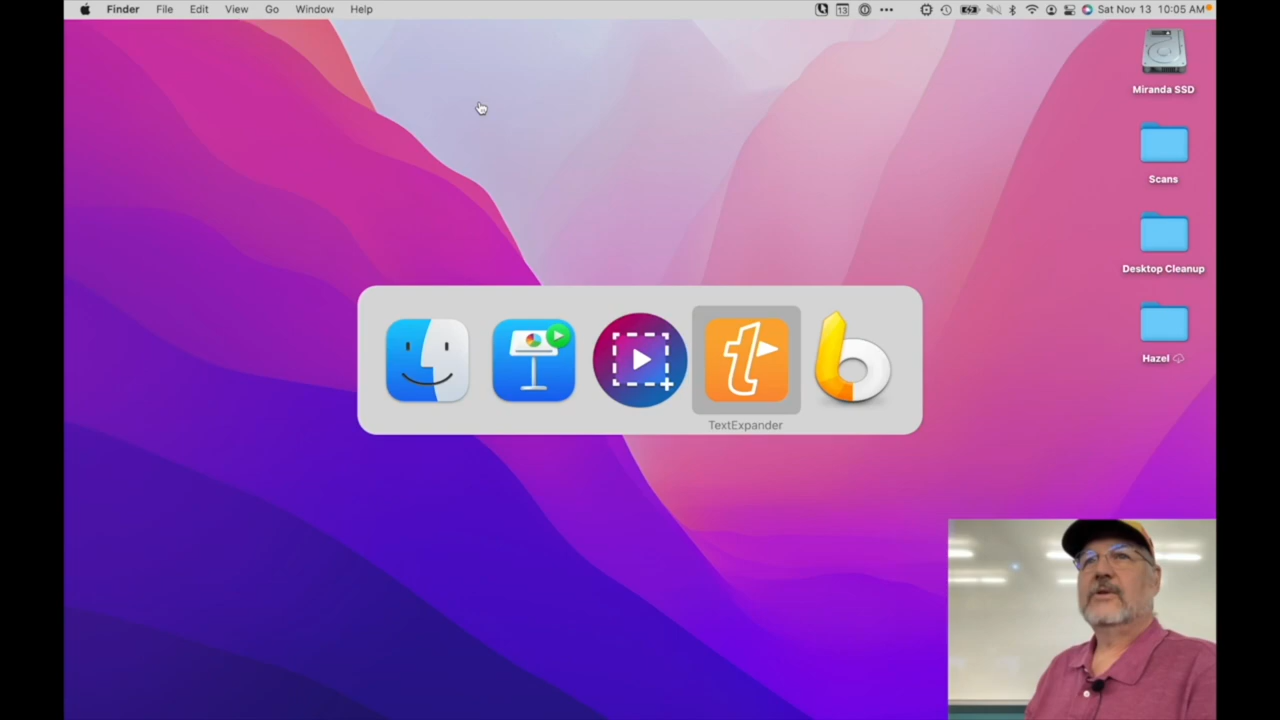 Finder File Edit View Go Window Help 13 Sat Nov 13 10:05 AM
Miranda SSD
Scans
Desktop Cleanup
Hazel
TextExpander